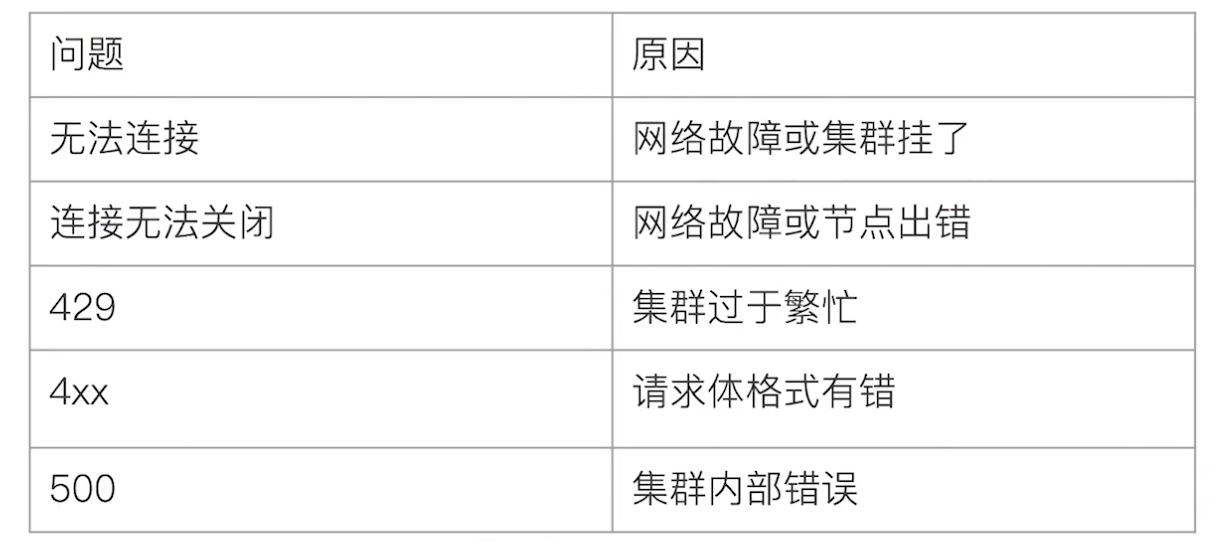 问题 原因
无法连接 网络故障或集群挂了
连接无法关闭 网络故障或节点出错
429 集群过于繁忙
4xx 请求体格式有错
500 集群内部错误